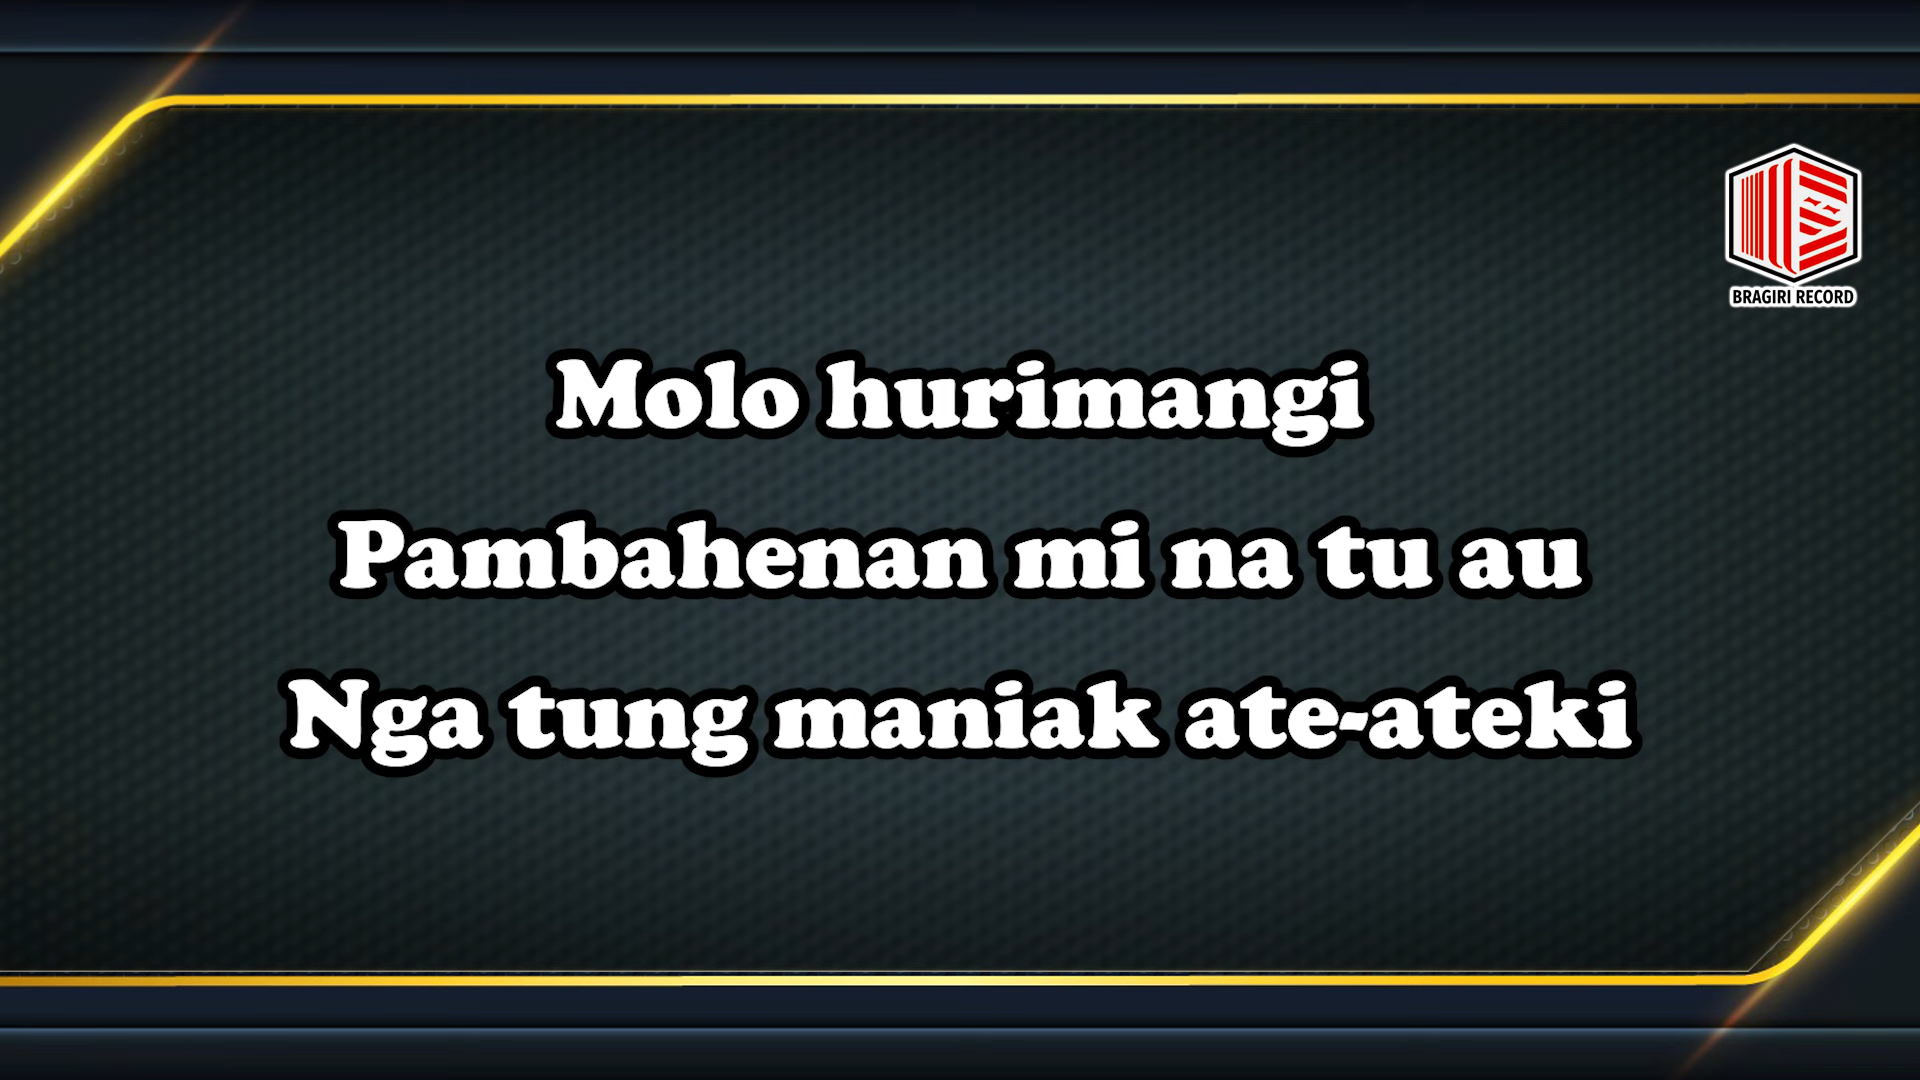 BRAGIRI RECORD
Molo hurimangi
Pambahenan mi na tu au
Nga tung maniak ate-ateki